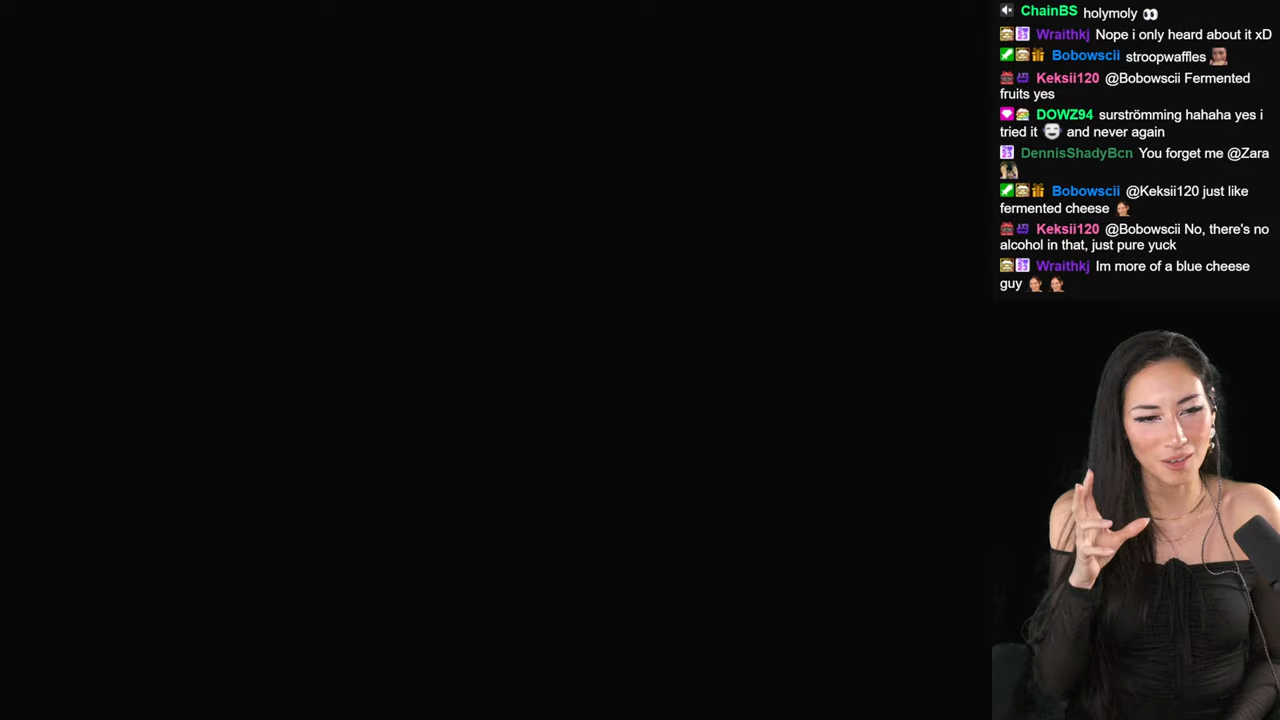 ChainBS holymoly
Wraithkj Nope i only heard about it xD
Bobowscii stroopwaffles
Keksii120 @Bobowscii Fermented
fruits yes
DOWZ94 surströmming hahaha yes i
tried it and never again
DennisShadyBcn You forget me @Zara
Bobowscii @Keksii120 just like
fermented cheese
Keksii120 @Bobowscii No, there's no
alcohol in that, just pure yuck
Wraithkj Im more of a blue cheese
guy